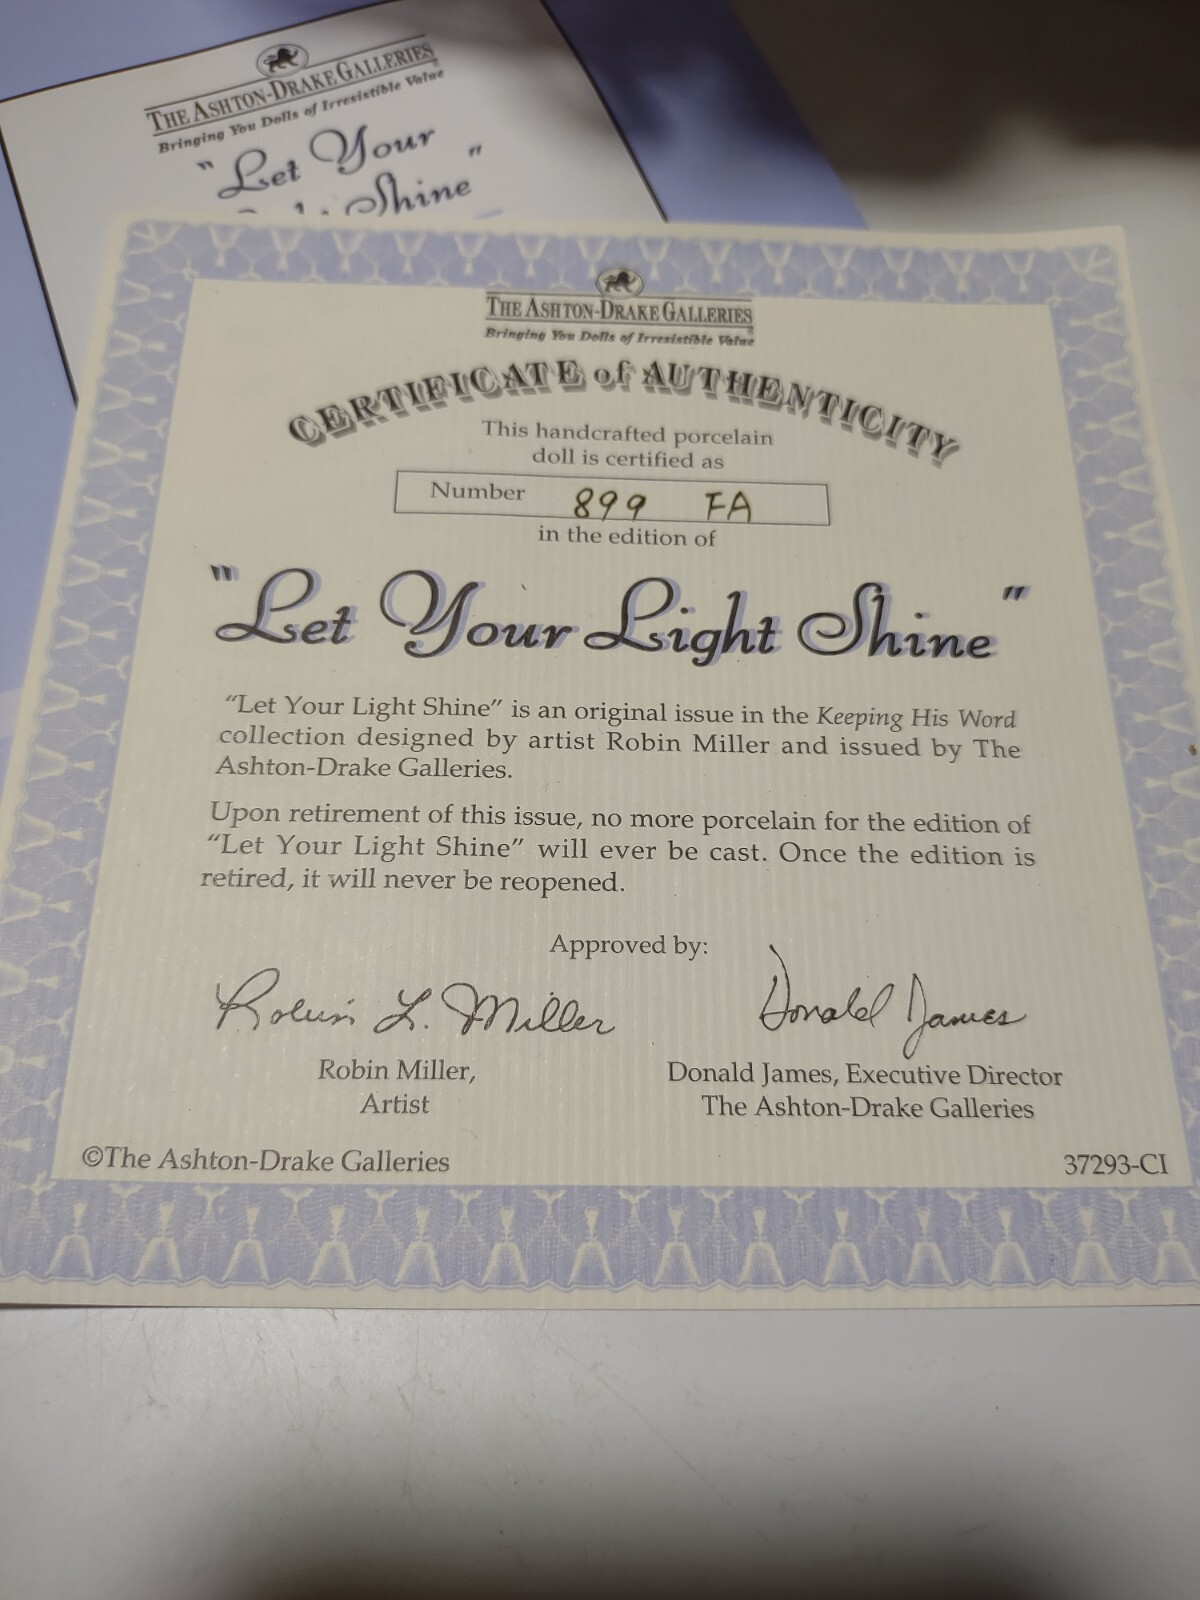 THE ASHTON-DRAKE GALLERIES
Bringing You Dolls of Irresistible Value
"Let Your
Shine"
THE ASHTON-DRAKE GALLERIES
Bringing You Dolls of Irresistible Value
CERTIFICATE of AUTHENTICITY
This handcrafted porcelain
doll is certified as
Number 899 FA
in the edition of
"Let Your Light Shine"
"Let Your Light Shine" is an original issue in the Keeping His Word
collection designed by artist Robin Miller and issued by The
Ashton-Drake Galleries.
Upon retirement of this issue, no more porcelain for the edition of
"Let Your Light Shine" will ever be cast. Once the edition is
retired, it will never be reopened.
Approved by:
Robin L. Miller
Donald James
Robin Miller,
Artist
Donald James, Executive Director
The Ashton-Drake Galleries
©The Ashton-Drake Galleries
37293-CI